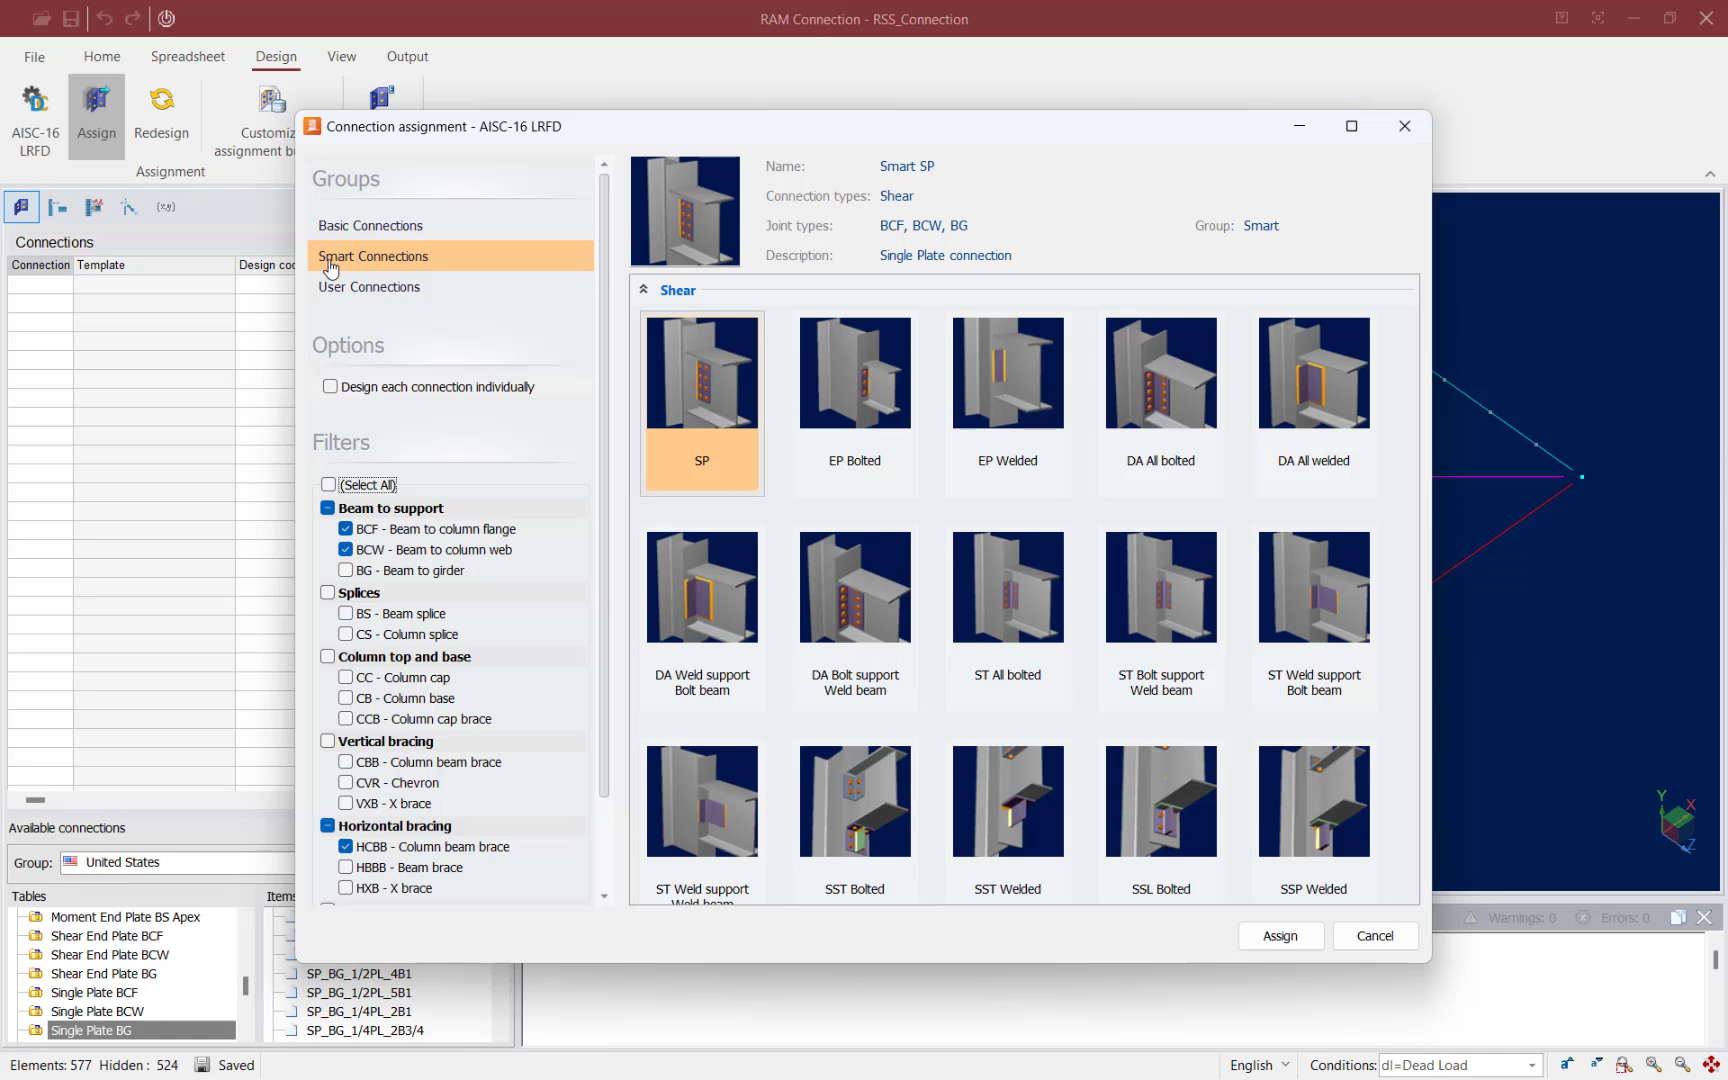 RAM Connection - RSS_Connection
File
Home
Spreadsheet
Design
View
Output
AISC-16
LRFD
Assign
Redesign
Customiz
assignment bu
Assignment
Connection assignment - AISC-16 LRFD
Groups
Basic Connections
Smart Connections
User Connections
Options
Design each connection individually
Filters
(Select All)
Beam to support
BCF - Beam to column flange
BCW - Beam to column web
BG - Beam to girder
Splices
BS - Beam splice
CS - Column splice
Column top and base
CC - Column cap
CB - Column base
CCB - Column cap brace
Vertical bracing
CBB - Column beam brace
CVR - Chevron
VXB - X brace
Horizontal bracing
HCBB - Column beam brace
HBBB - Beam brace
HXB - X brace
Name: Smart SP
Connection types: Shear
Joint types: BCF, BCW, BG
Group: Smart
Description: Single Plate connection
Shear
SP
EP Bolted
EP Welded
DA All bolted
DA All welded
DA Weld support
Bolt beam
DA Bolt support
Weld beam
ST All bolted
ST Bolt support
Weld beam
ST Weld support
Bolt beam
ST Weld support
Weld beam
SST Bolted
SST Welded
SSL Bolted
SSP Welded
Assign
Cancel
(x,y)
Connections
Connection
Template
Design coc
Available connections
Group: United States
Tables
Items
Moment End Plate BS Apex
Shear End Plate BCF
Shear End Plate BCW
Shear End Plate BG
Single Plate BCF
Single Plate BCW
Single Plate BG
SP_BG_1/2PL_4B1
SP_BG_1/2PL_5B1
SP_BG_1/4PL_2B1
SP_BG_1/4PL_2B3/4
Y
X
Z
Warnings: 0
Errors: 0
Elements: 577 Hidden : 524
Saved
English
Conditions: dl=Dead Load